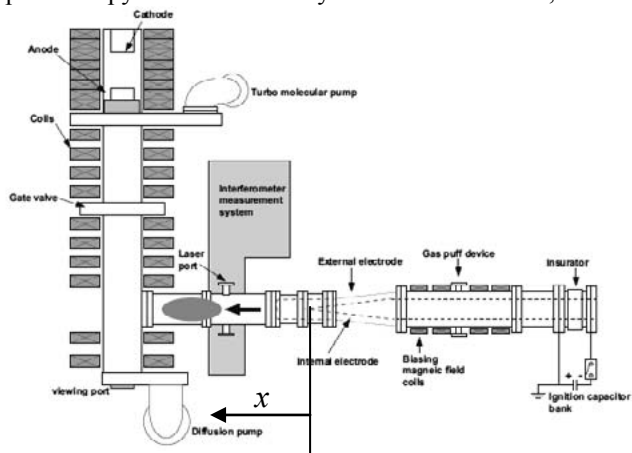 Cathode
Anode
Turbo molecular pump
Coils
Interferometer
measurement
system
Gate valve
Laser
port
External electrode
Gas puff device
Insurator
Internal electrode
Biasing
magneic field
coils
+ -
Ignition capacitor
bank
viewing port
x
Diffusion pump